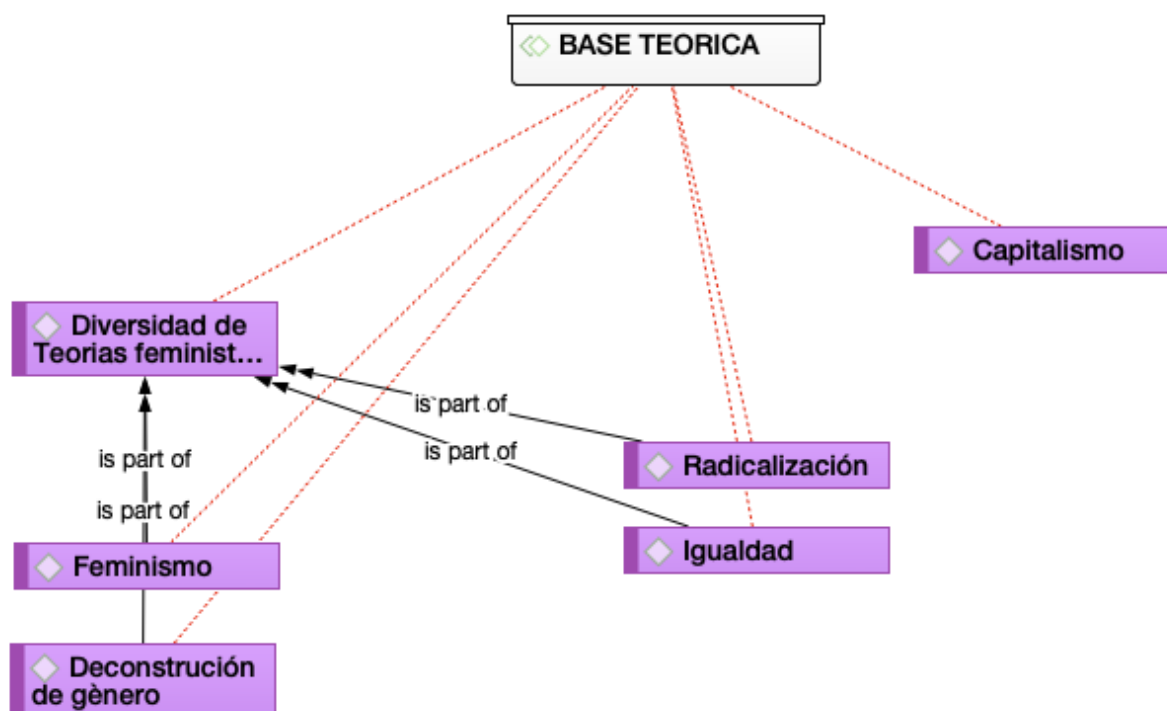 BASE TEORICA
Capitalismo
Diversidad de
Teorias feminist...
is part of
is part of
is part of
is part of
Radicalización
Igualdad
Feminismo
Deconstrución
de gènero